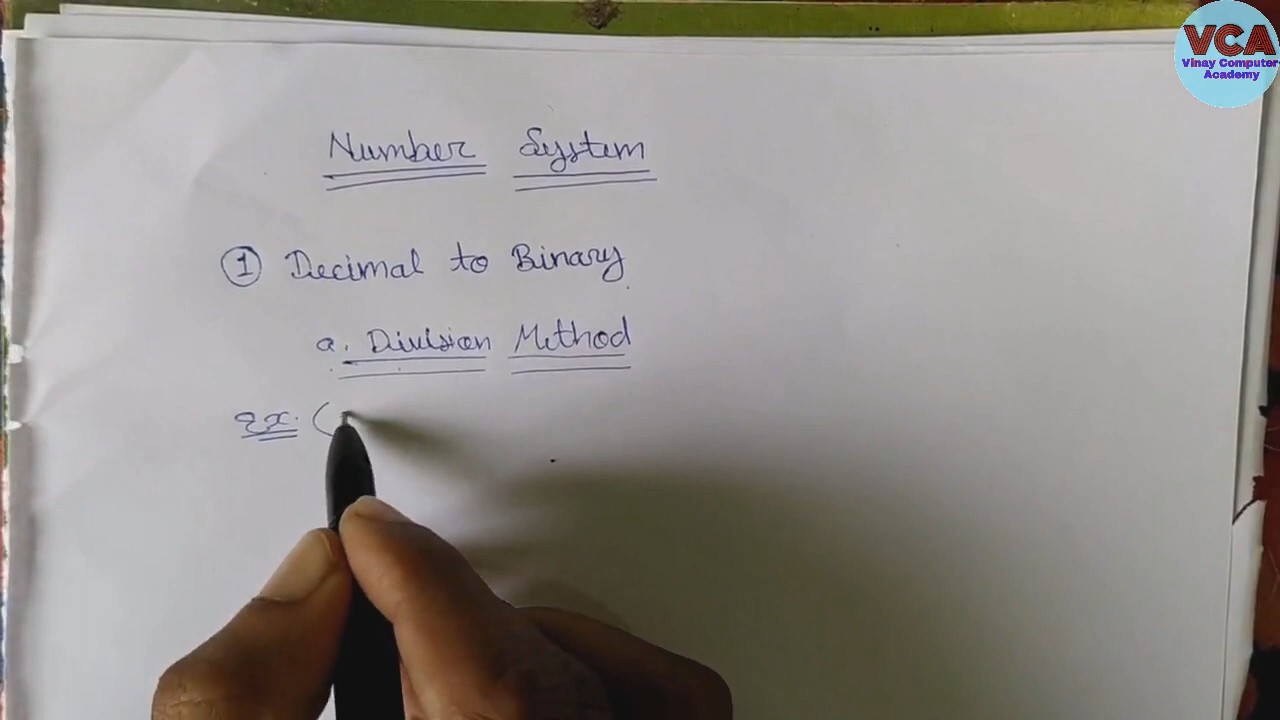 VCA
Vinay Computer
Academy
Number System
① Decimal to Binary
a. Division Method
Ex. (